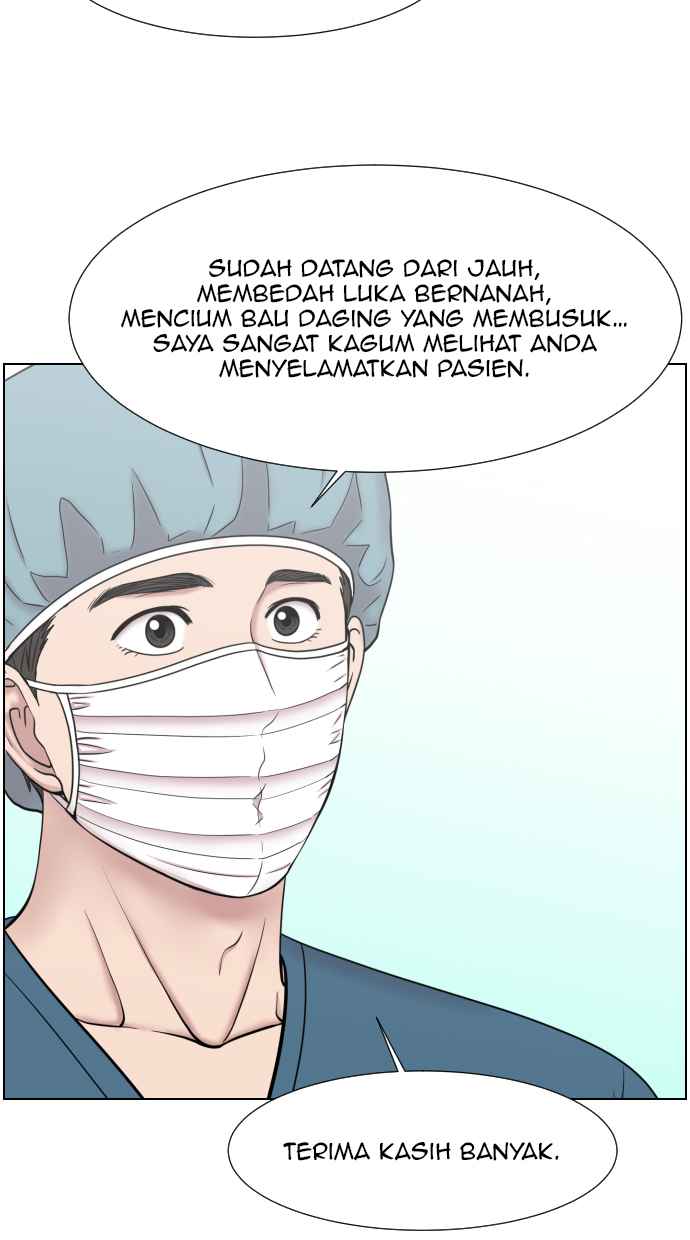 SUDAH DATANG DARI JAUH,
MEMBEDAH LUKA BERNANAH,
MENCIUM BAU DAGING YANG MEMBUSUK...
SAYA SANGAT KAGUM MELIHAT ANDA
MENYELAMATKAN PASIEN.
TERIMA KASIH BANYAK.